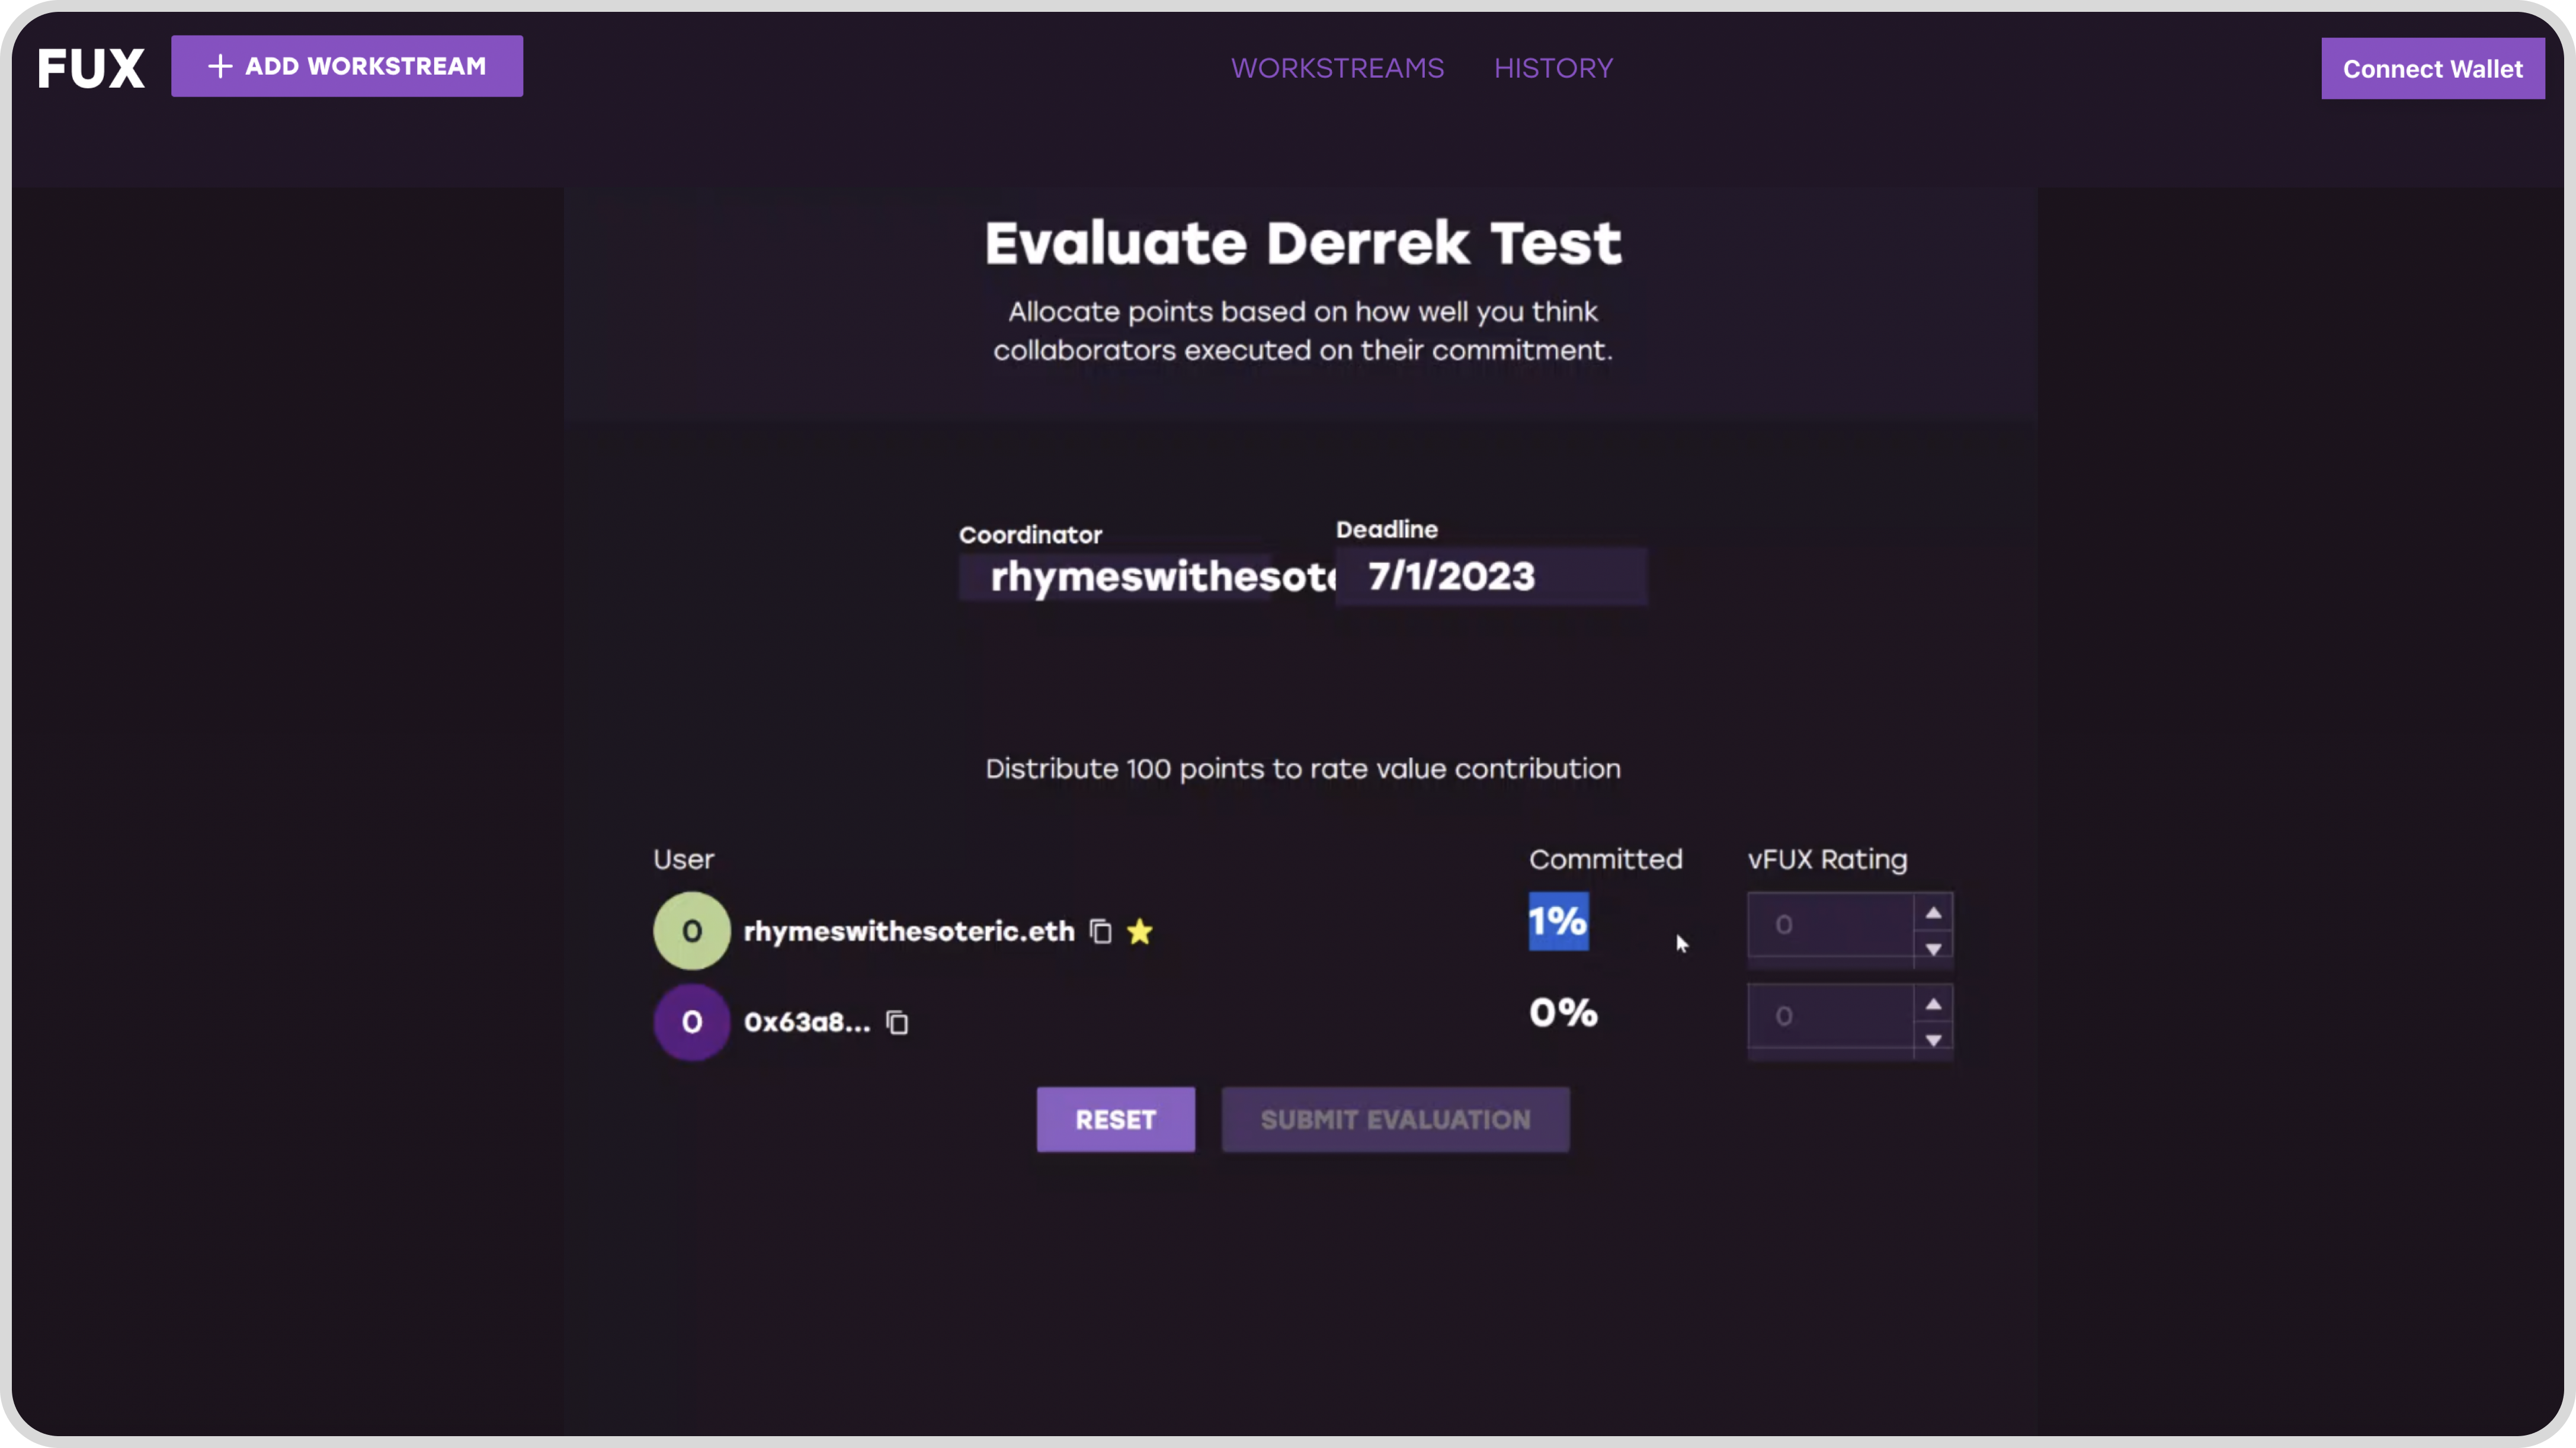 FUX
+ ADD WORKSTREAM
WORKSTREAMS
HISTORY
Connect Wallet
Evaluate Derrek Test
Allocate points based on how well you think
collaborators executed on their commitment.
Coordinator
Deadline
rhymeswithesot
7/1/2023
Distribute 100 points to rate value contribution
User
Committed
vFUX Rating
0
rhymeswithesoteric.eth
1%
0
0
0x63a8...
0%
0
RESET
SUBMIT EVALUATION